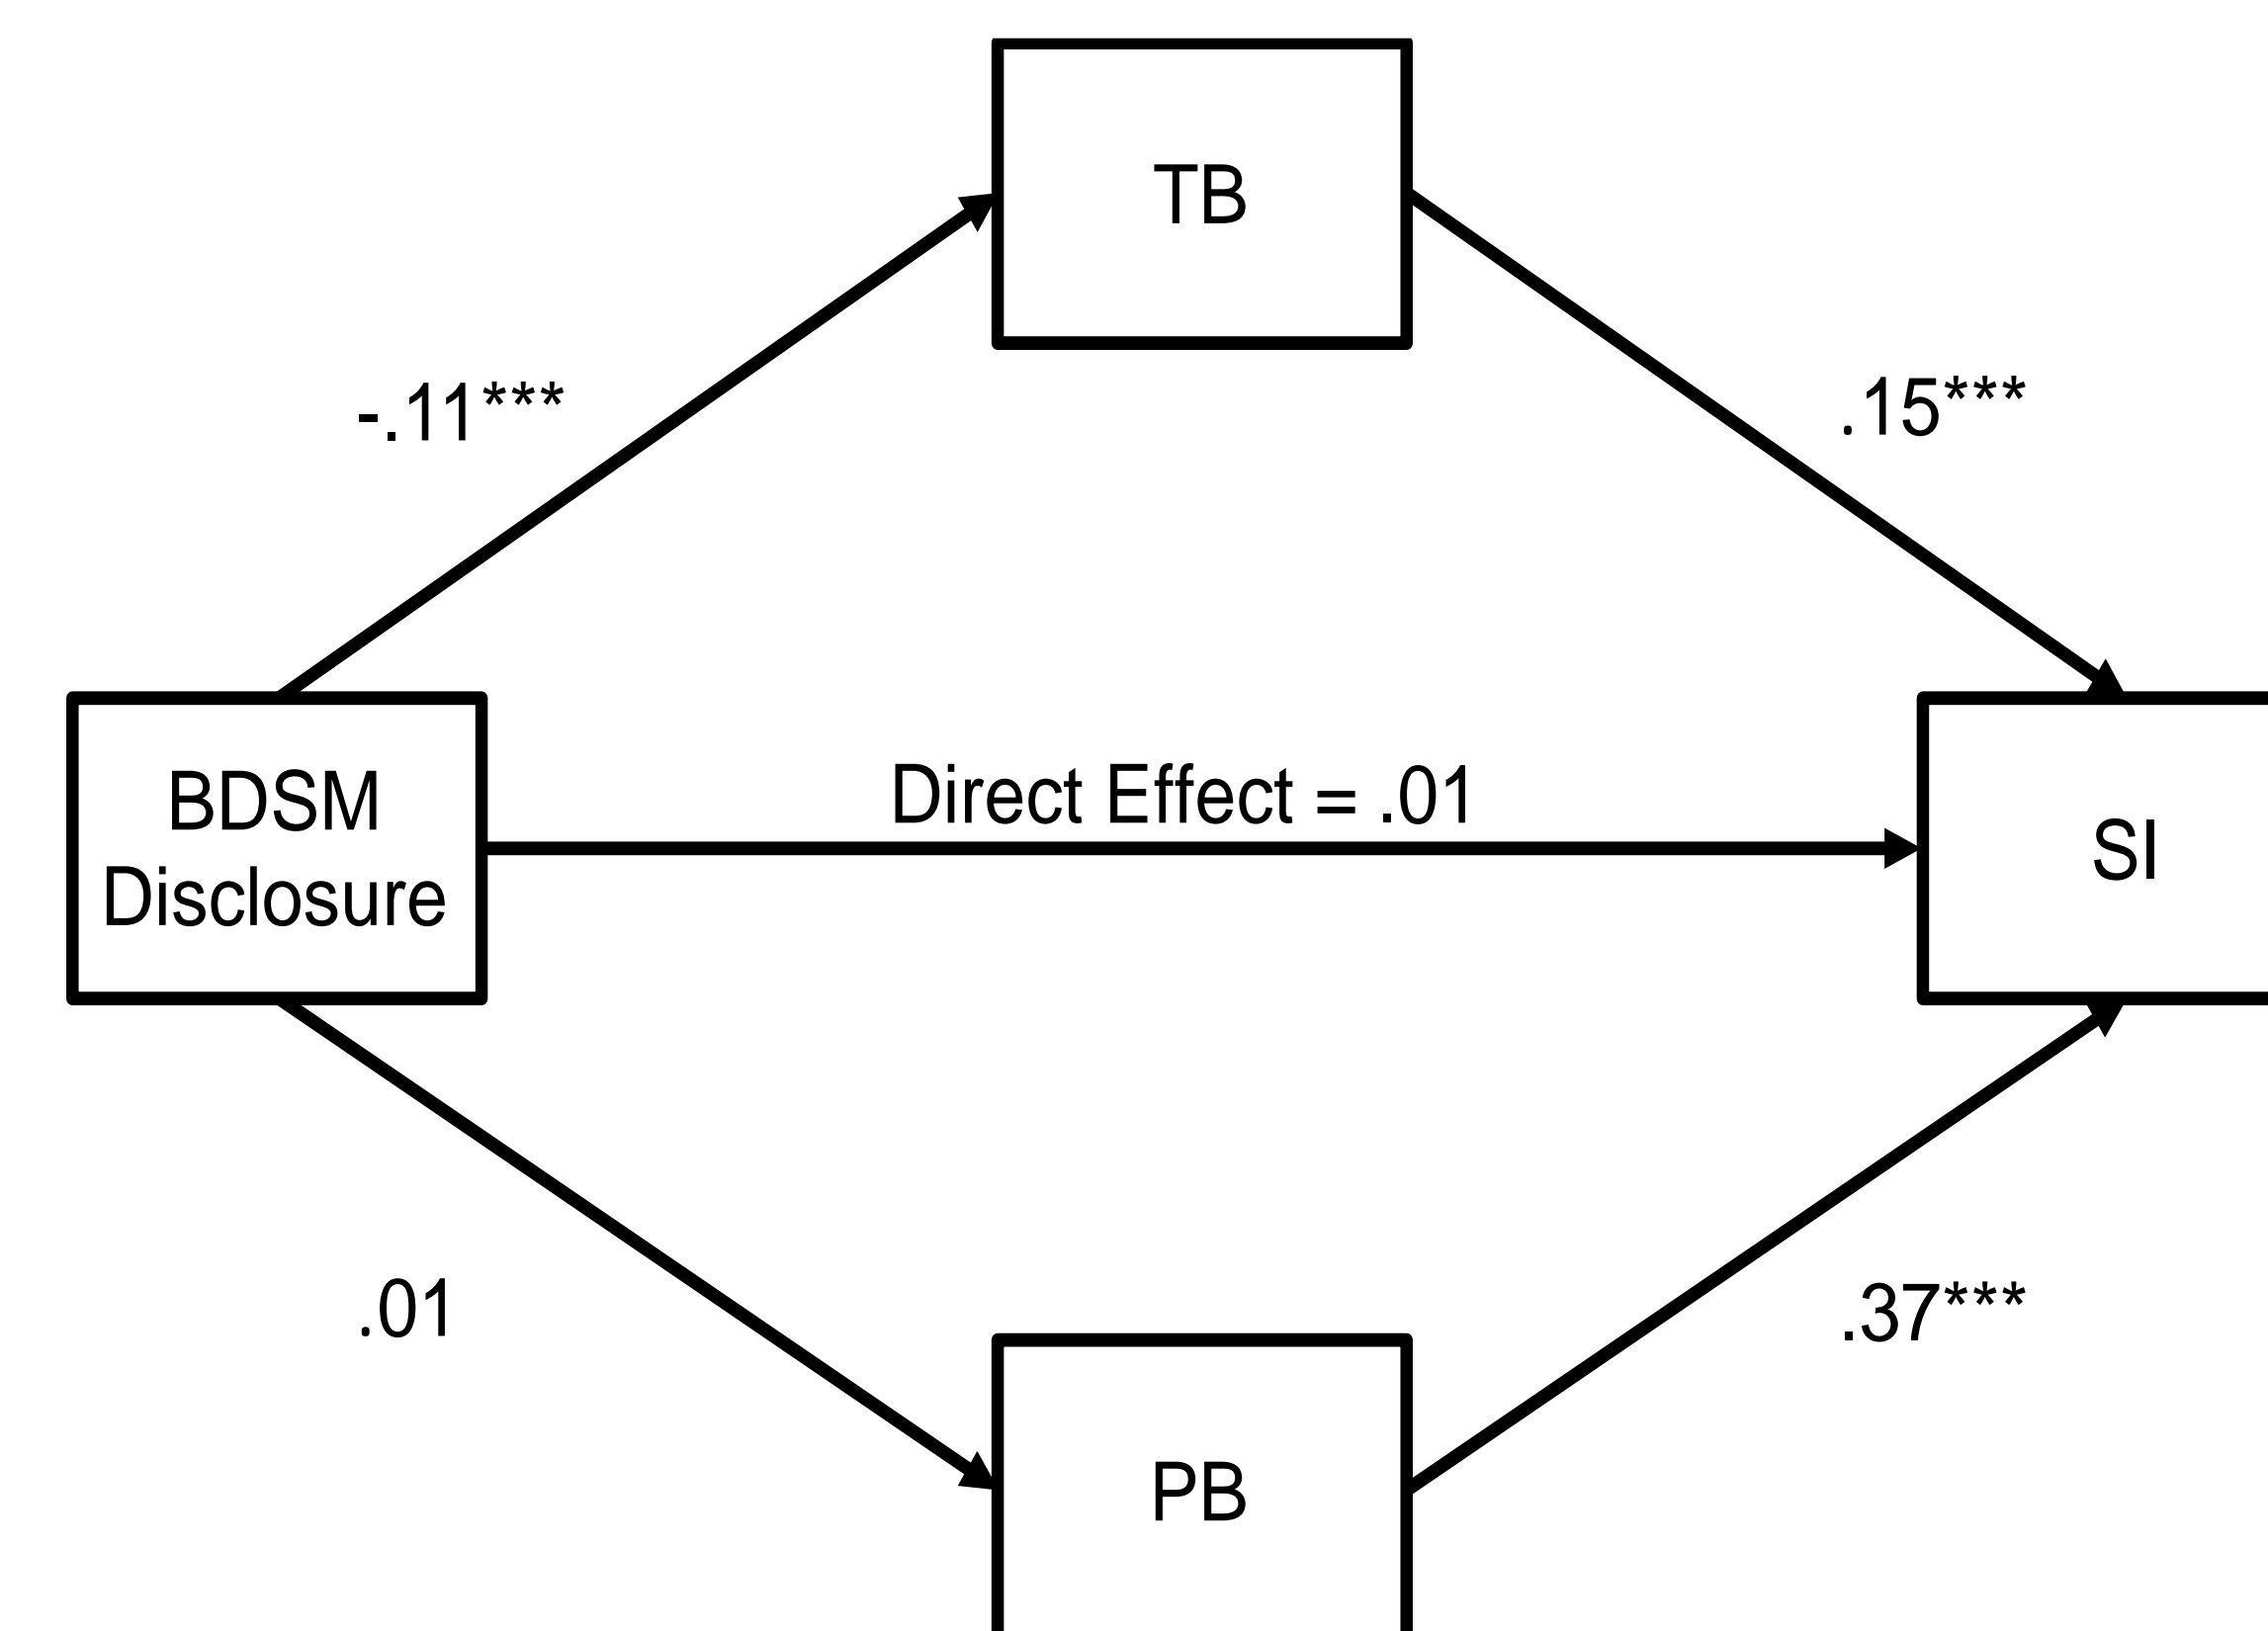 TB
-.11***
.15***
BDSM
Disclosure
Direct Effect = .01
SI
.01
.37***
PB